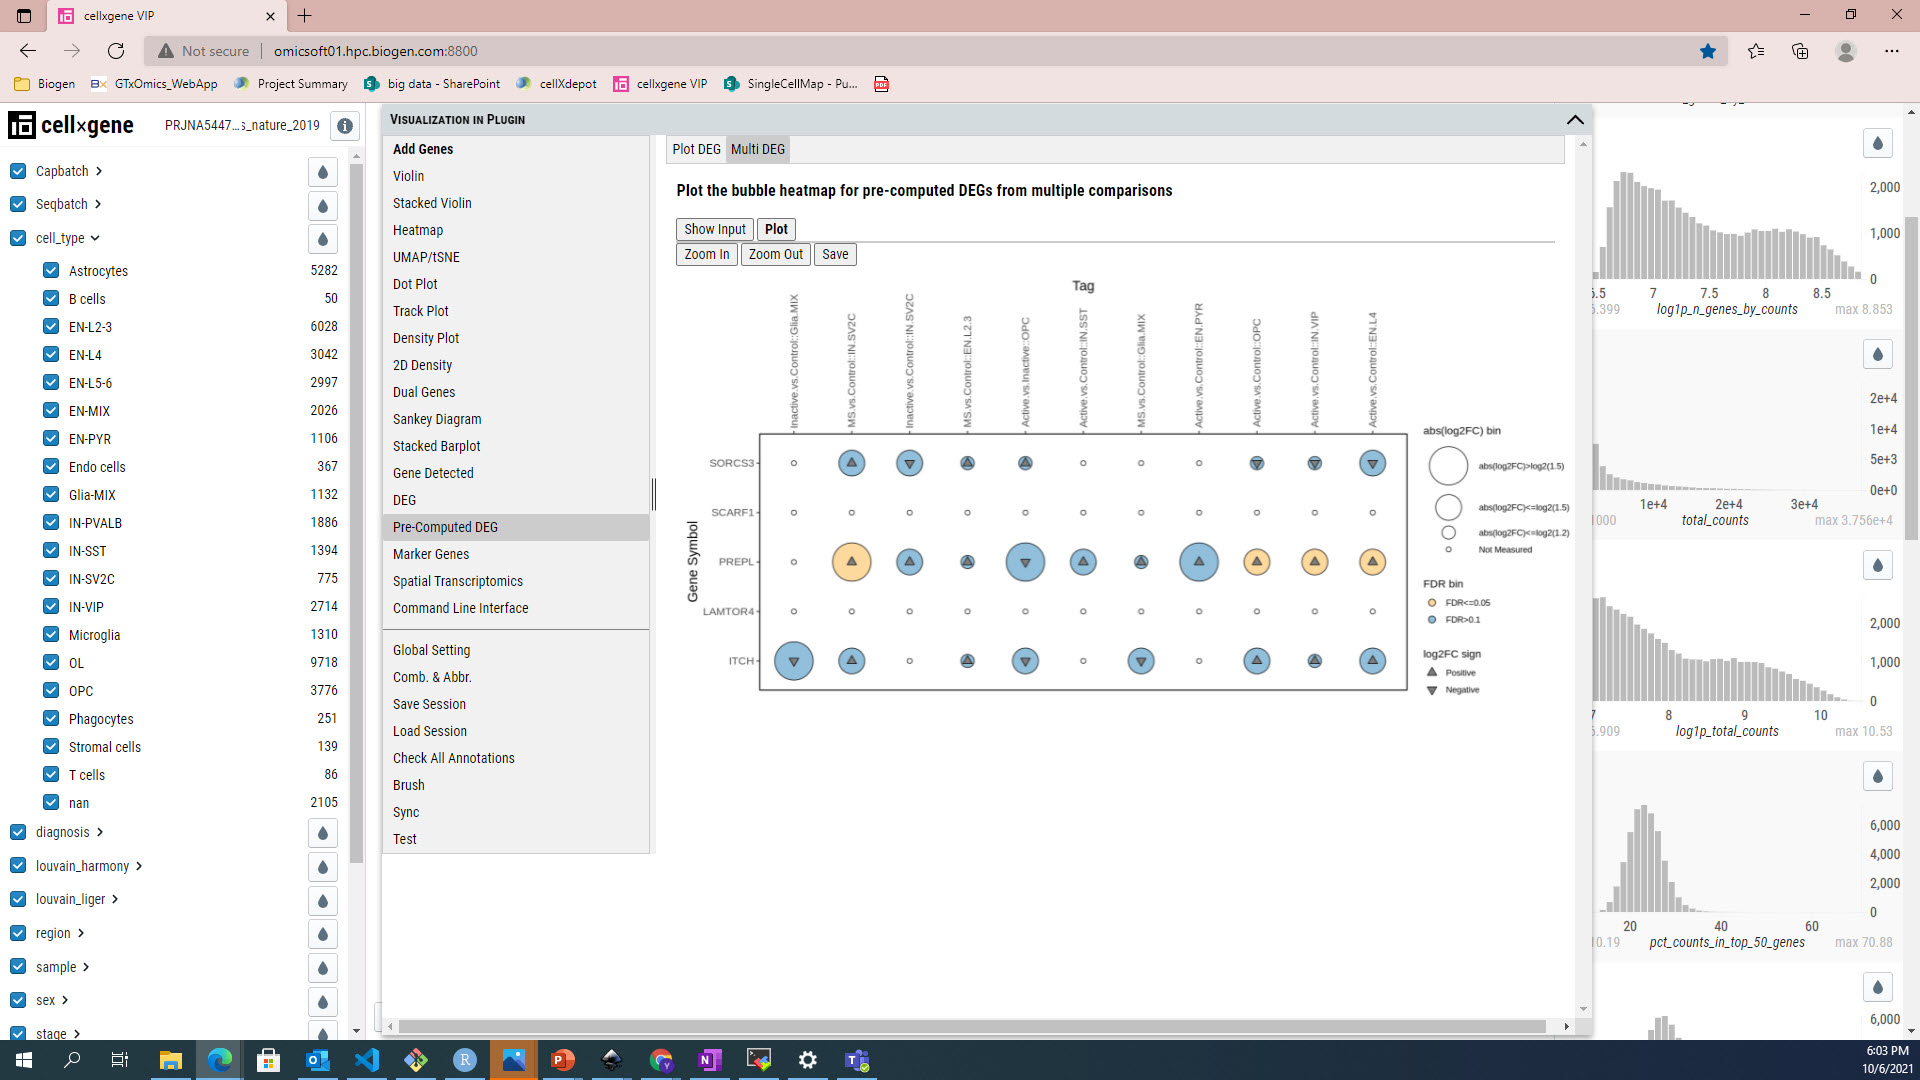 cellxgene VIP
Not secure omicsoft01.hpc.biogen.com:8800
Biogen GTxOmics_WebApp Project Summary big data - SharePoint cellXdepot cellxgene VIP SingleCellMap - Pu...
cell×gene PRJNA5447...s_nature_2019
Capbatch
Seqbatch
cell_type
Astrocytes 5282
B cells 50
EN-L2-3 6028
EN-L4 3042
EN-L5-6 2997
EN-MIX 2026
EN-PYR 1106
Endo cells 367
Glia-MIX 1132
IN-PVALB 1886
IN-SST 1394
IN-SV2C 775
IN-VIP 2714
Microglia 1310
OL 9718
OPC 3776
Phagocytes 251
Stromal cells 139
T cells 86
nan 2105
diagnosis
louvain_harmony
louvain_liger
region
sample
sex
stage
VISUALIZATION IN PLUGIN
Add Genes
Violin
Stacked Violin
Heatmap
UMAP/tSNE
Dot Plot
Track Plot
Density Plot
2D Density
Dual Genes
Sankey Diagram
Stacked Barplot
Gene Detected
DEG
Pre-Computed DEG
Marker Genes
Spatial Transcriptomics
Command Line Interface
Global Setting
Comb. & Abbr.
Save Session
Load Session
Check All Annotations
Brush
Sync
Test
Plot DEG Multi DEG
Plot the bubble heatmap for pre-computed DEGs from multiple comparisons
Show Input Plot
Zoom In Zoom Out Save
Tag
Inactive.vs.Control::Glia.MIX
MS.vs.Control::IN.SV2C
Inactive.vs.Control::IN.SV2C
MS.vs.Control::EN.L2.3
Active.vs.Inactive::OPC
Active.vs.Control::IN.SST
MS.vs.Control::Glia.MIX
Active.vs.Control::EN.PYR
Active.vs.Control::OPC
Active.vs.Control::IN.VIP
Active.vs.Control::EN.L4
Gene Symbol
SORCS3
SCARF1
PREPL
LAMTOR4
ITCH
abs(log2FC) bin
abs(log2FC)>log2(1.5)
abs(log2FC)<=log2(1.5)
abs(log2FC)<=log2(1.2)
Not Measured
FDR bin
FDR<=0.05
FDR>0.1
log2FC sign
Positive
Negative
2,000
1,000
0
6.5 7 7.5 8 8.5
6.399 log1p_n_genes_by_counts max 8.853
2e+4
1e+4
5e+3
0e+0
1e+4 2e+4 3e+4
1000 total_counts max 3.756e+4
2,000
1,000
0
7 8 9 10
6.909 log1p_total_counts max 10.53
6,000
4,000
2,000
0
20 40 60
10.19 pct_counts_in_top_50_genes max 70.88
6,000
6:03 PM
10/6/2021